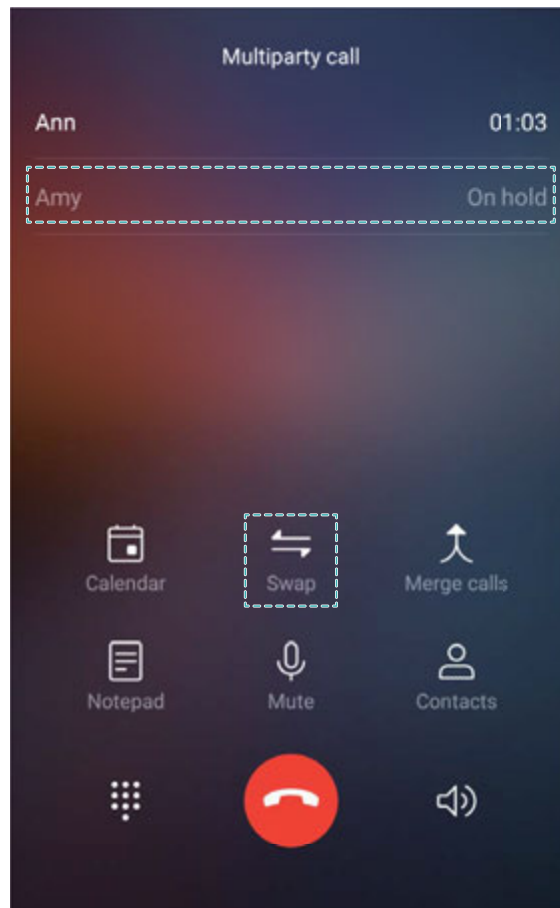 Multiparty call
Ann 01:03
Amy On hold
Calendar Swap Merge calls
Notepad Mute Contacts